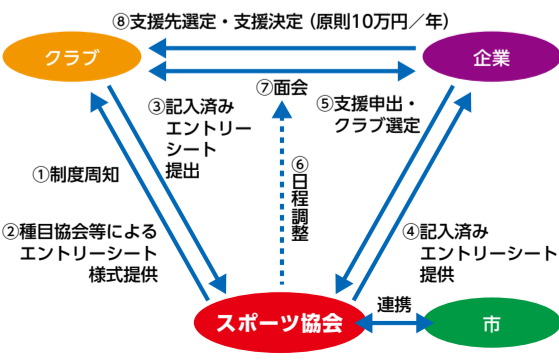 ⑧支援先選定・支援決定（原則10万円／年）
クラブ
企業
⑦面会
③記入済み
エントリー
シート
提出
⑤支援申出・
クラブ選定
①制度周知
⑥日程調整
②種目協会等による
エントリーシート
様式提供
④記入済み
エントリーシート
提供
スポーツ協会
連携
市